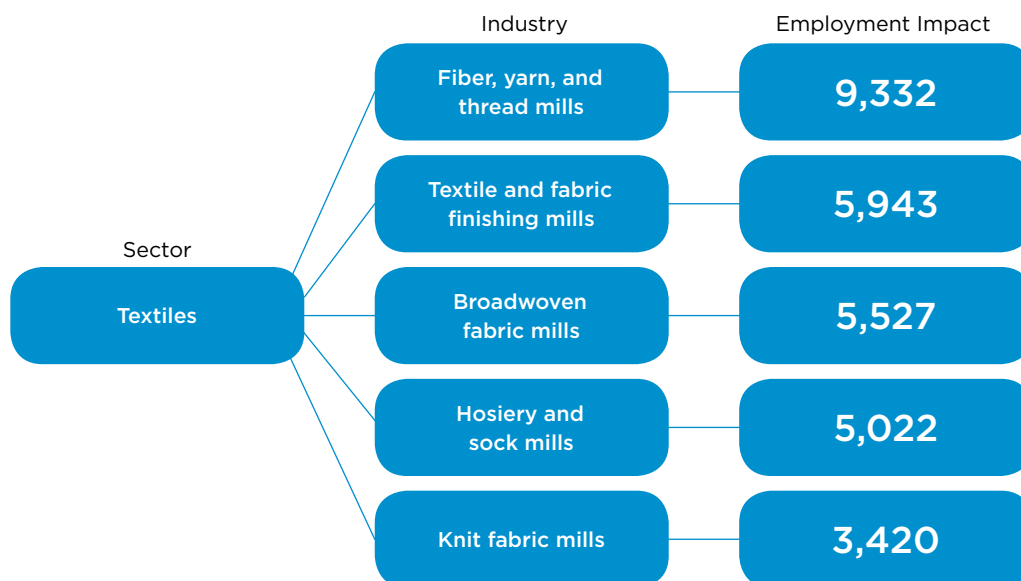 Industry
Employment Impact
Fiber, yarn, and
thread mills
9,332
Textile and fabric
finishing mills
5,943
Sector
Textiles
Broadwoven
fabric mills
5,527
Hosiery and
sock mills
5,022
Knit fabric mills
3,420